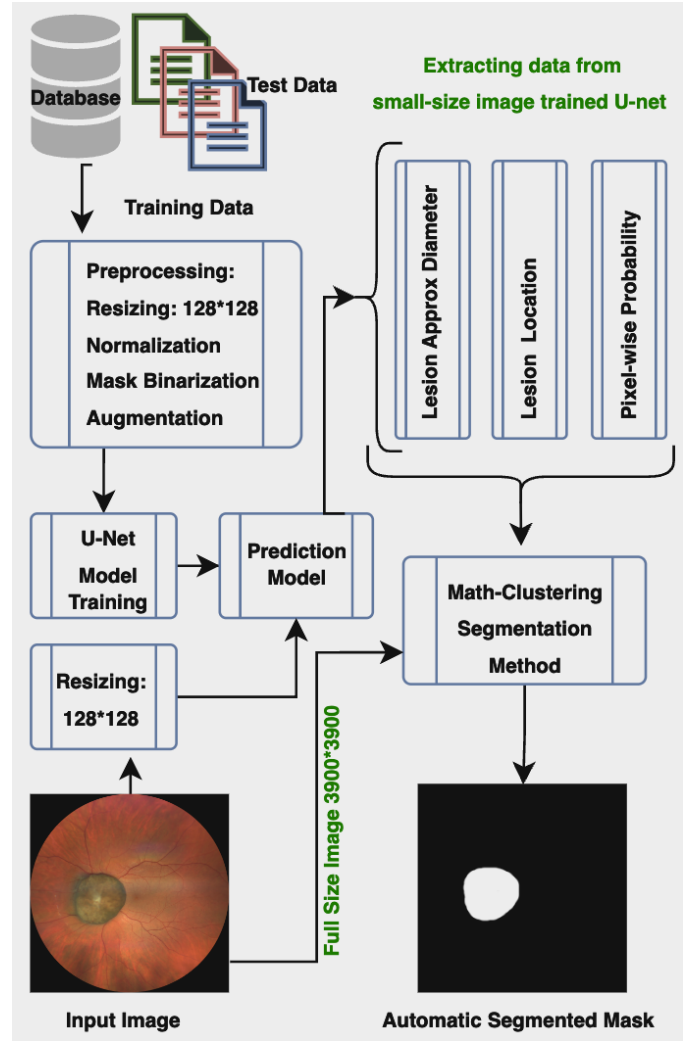 Database
Test Data
Extracting data from
small-size image trained U-net
Training Data
Preprocessing:
Resizing: 128*128
Normalization
Mask Binarization
Augmentation
Lesion Approx Diameter
Lesion Location
Pixel-wise Probability
U-Net
Model
Training
Prediction
Model
Math-Clustering
Segmentation
Method
Resizing:
128*128
Full Size Image 3900*3900
Input Image
Automatic Segmented Mask